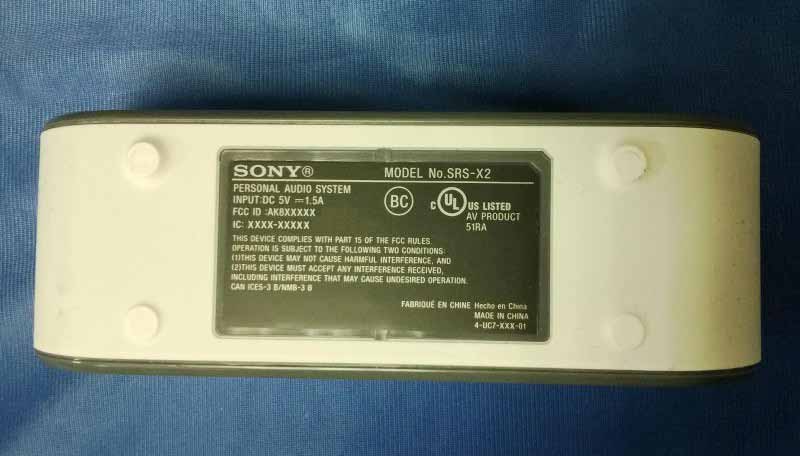 SONY®
MODEL No.SRS-X2
PERSONAL AUDIO SYSTEM
INPUT:DC 5V ⎓1.5A
FCC ID :AK8XXXXX
IC: XXXX-XXXXX
BC
C UL US LISTED
AV PRODUCT
51RA
THIS DEVICE COMPLIES WITH PART 15 OF THE FCC RULES.
OPERATION IS SUBJECT TO THE FOLLOWING TWO CONDITIONS:
(1)THIS DEVICE MAY NOT CAUSE HARMFUL INTERFERENCE, AND
(2)THIS DEVICE MUST ACCEPT ANY INTERFERENCE RECEIVED,
INCLUDING INTERFERENCE THAT MAY CAUSE UNDESIRED OPERATION.
CAN ICES-3 B/NMB-3 B
FABRIQUÉ EN CHINE Hecho en China
MADE IN CHINA
4-UC7-XXX-01